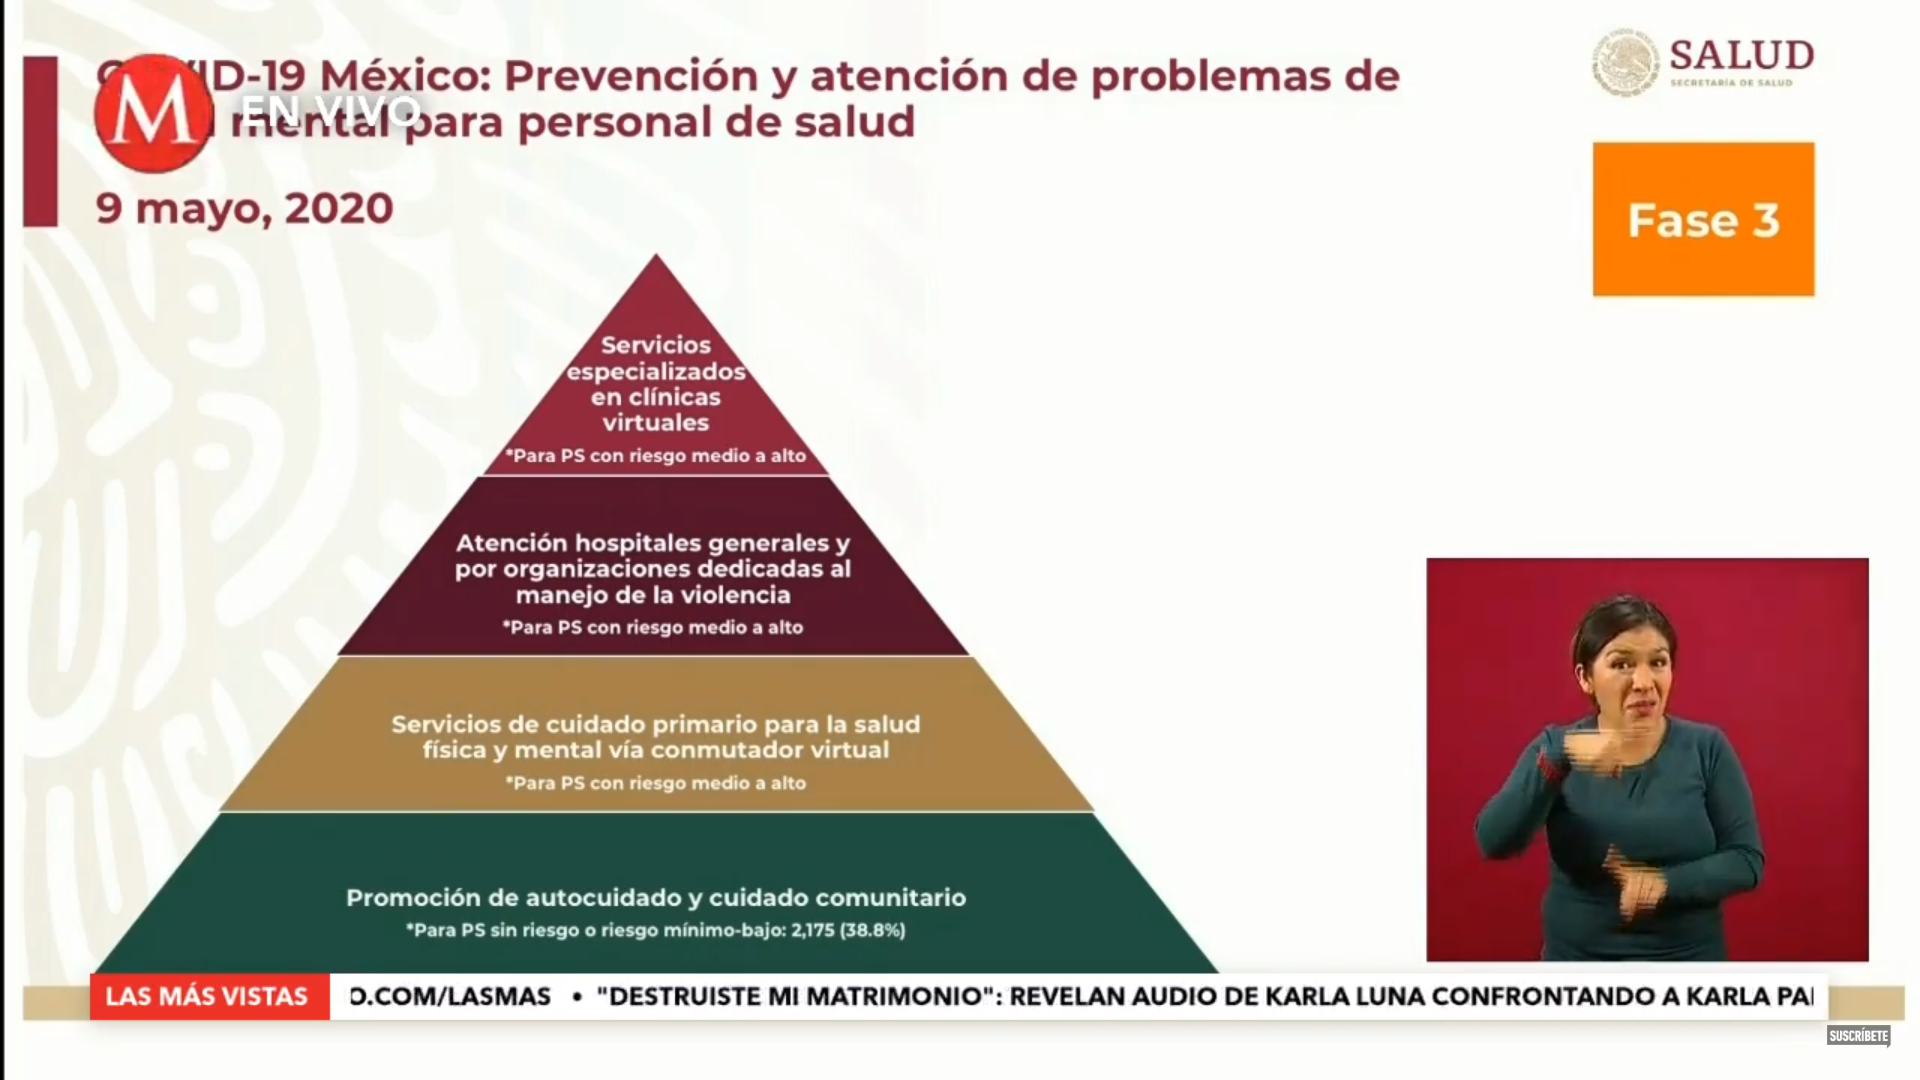 D-19 México: Prevención y atención de problemas de
mental para personal de salud
M
EN VIVO
9 mayo, 2020
SALUD
SECRETARÍA DE SALUD
Fase 3
Servicios
especializados
en clínicas
virtuales
*Para PS con riesgo medio a alto
Atención hospitales generales y
por organizaciones dedicadas al
manejo de la violencia
*Para PS con riesgo medio a alto
Servicios de cuidado primario para la salud
física y mental vía conmutador virtual
*Para PS con riesgo medio a alto
Promoción de autocuidado y cuidado comunitario
*Para PS sin riesgo o riesgo mínimo-bajo: 2,175 (38.8%)
LAS MÁS VISTAS
O.COM/LASMAS • "DESTRUISTE MI MATRIMONIO": REVELAN AUDIO DE KARLA LUNA CONFRONTANDO A KARLA PA
SUSCRÍBETE